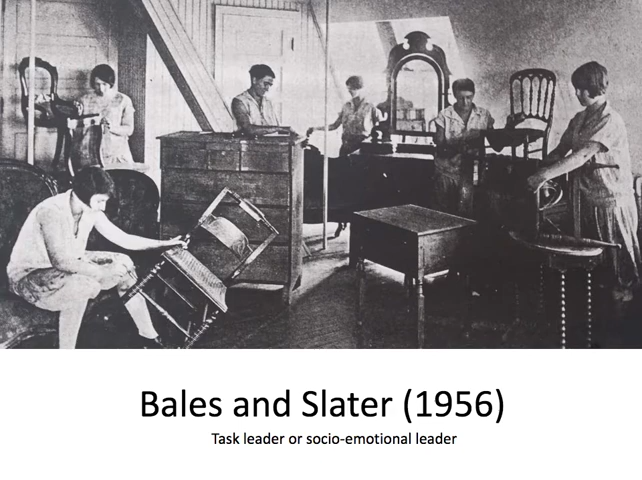 Bales and Slater (1956)
Task leader or socio-emotional leader